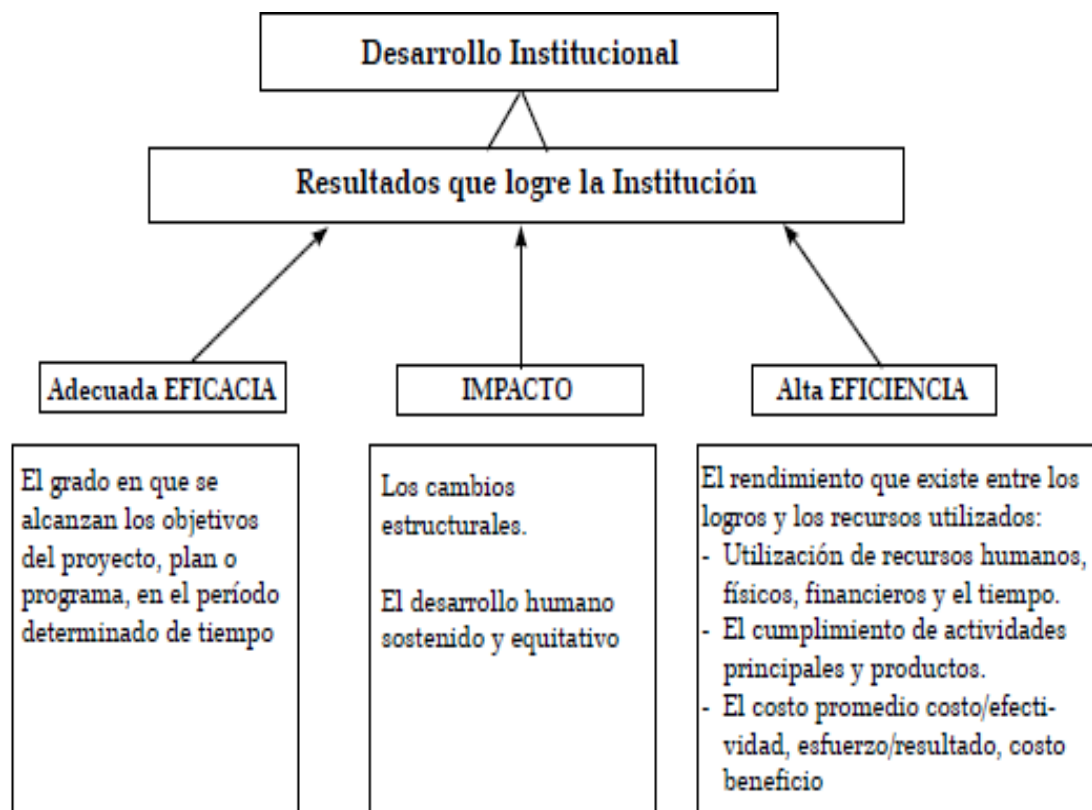 Desarrollo Institucional
Resultados que logre la Institución
Adecuada EFICACIA
El grado en que se
alcanzan los objetivos
del proyecto, plan o
programa, en el período
determinado de tiempo
IMPACTO
Los cambios
estructurales.
El desarrollo humano
sostenido y equitativo
Alta EFICIENCIA
El rendimiento que existe entre los
logros y los recursos utilizados:
- Utilización de recursos humanos,
físicos, financieros y el tiempo.
- El cumplimiento de actividades
principales y productos.
- El costo promedio costo/efecti-
vidad, esfuerzo/resultado, costo
beneficio